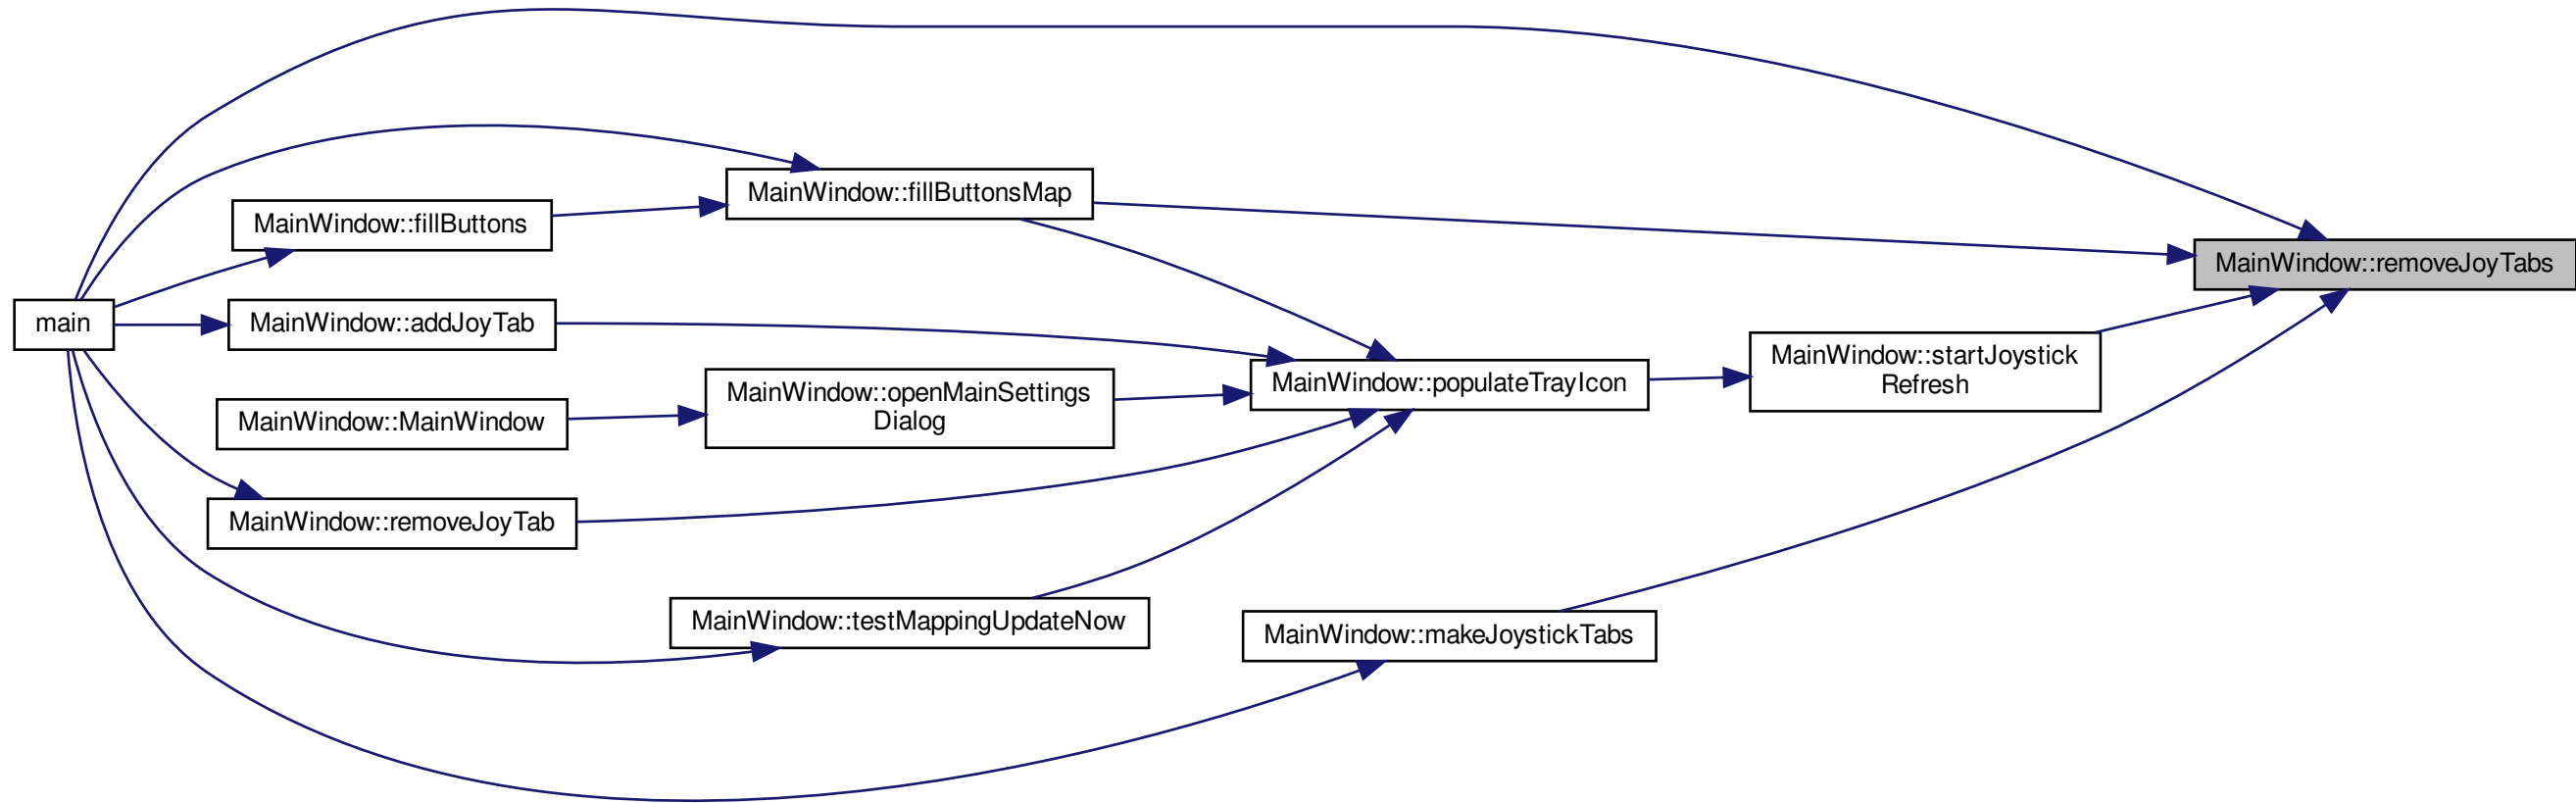 MainWindow::fillButtonsMap
MainWindow::fillButtons
MainWindow::removeJoyTabs
main
MainWindow::addJoyTab
MainWindow::startJoystick
Refresh
MainWindow::populateTrayIcon
MainWindow::openMainSettings
Dialog
MainWindow::MainWindow
MainWindow::removeJoyTab
MainWindow::testMappingUpdateNow
MainWindow::makeJoystickTabs